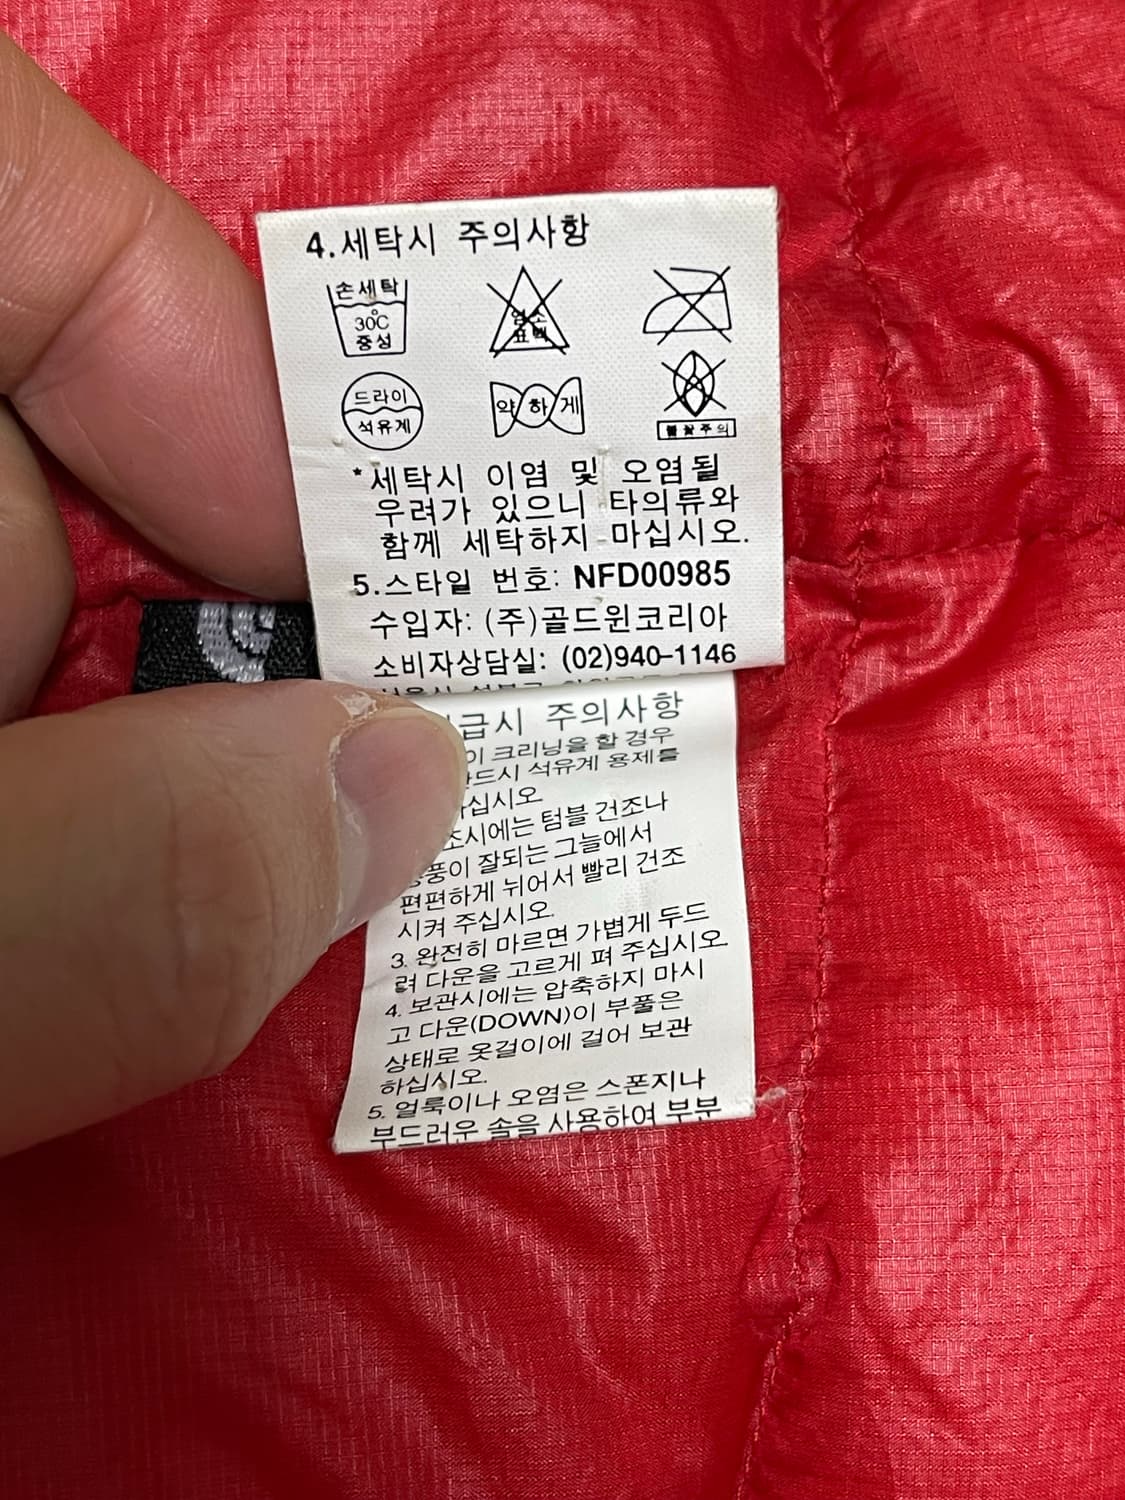 4. 세탁시 주의사항
손세탁
30℃
중성
염소
표백
드라이
석유계
약하게
불꽃주의
*세탁시 이염 및 오염될
우려가 있으니 타의류와
함께 세탁하지 마십시오.
5.스타일 번호: NFD00985
수입자: (주)골드윈코리아
소비자상담실: (02)940-1146
급시 주의사항
이 크리닝을 할 경우
드시 석유계 용제를
십시오
조시에는 텀블 건조나
풍이 잘되는 그늘에서
편편하게 뉘어서 빨리 건조
시켜 주십시오.
3. 완전히 마르면 가볍게 두드
려 다운을 고르게 펴 주십시오.
4. 보관시에는 압축하지 마시
고 다운(DOWN)이 부풀은
상태로 옷걸이에 걸어 보관
하십시오.
5. 얼룩이나 오염은 스폰지나
부드러운 솔을 사용하여 부분